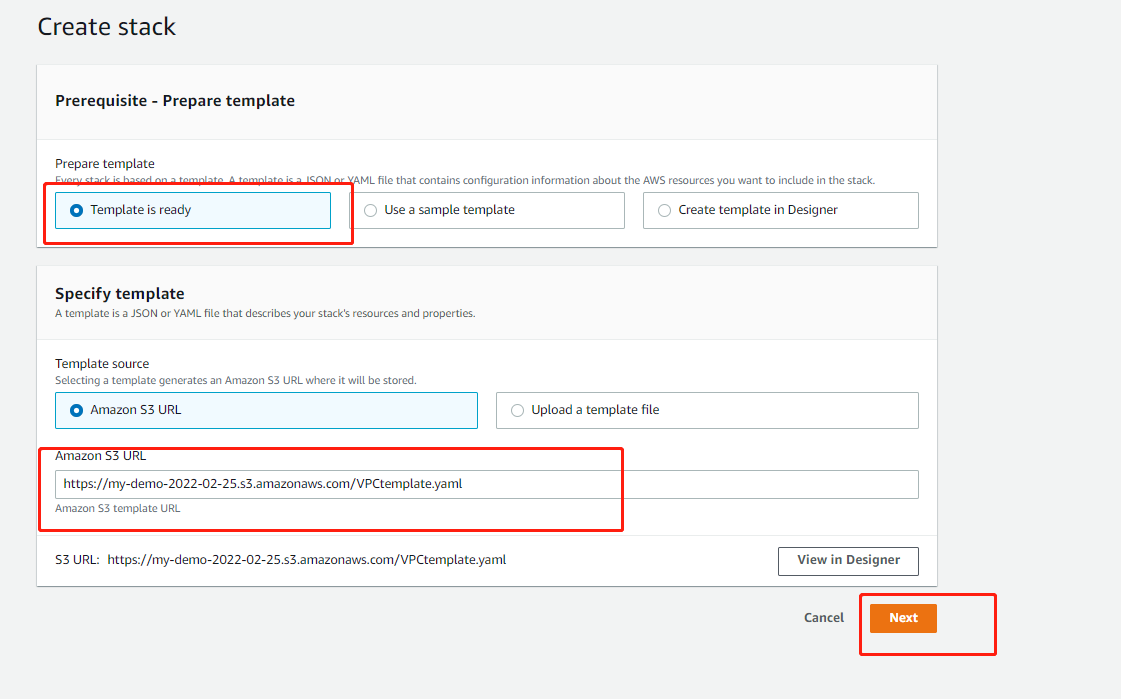 Create stack
Prerequisite - Prepare template
Prepare template
Every stack is based on a template. A template is a JSON or YAML file that contains configuration information about the AWS resources you want to include in the stack.
Template is ready
Use a sample template
Create template in Designer
Specify template
A template is a JSON or YAML file that describes your stack's resources and properties.
Template source
Selecting a template generates an Amazon S3 URL where it will be stored.
Amazon S3 URL
Upload a template file
Amazon S3 URL
https://my-demo-2022-02-25.s3.amazonaws.com/VPCtemplate.yaml
Amazon S3 template URL
S3 URL: https://my-demo-2022-02-25.s3.amazonaws.com/VPCtemplate.yaml
View in Designer
Cancel
Next